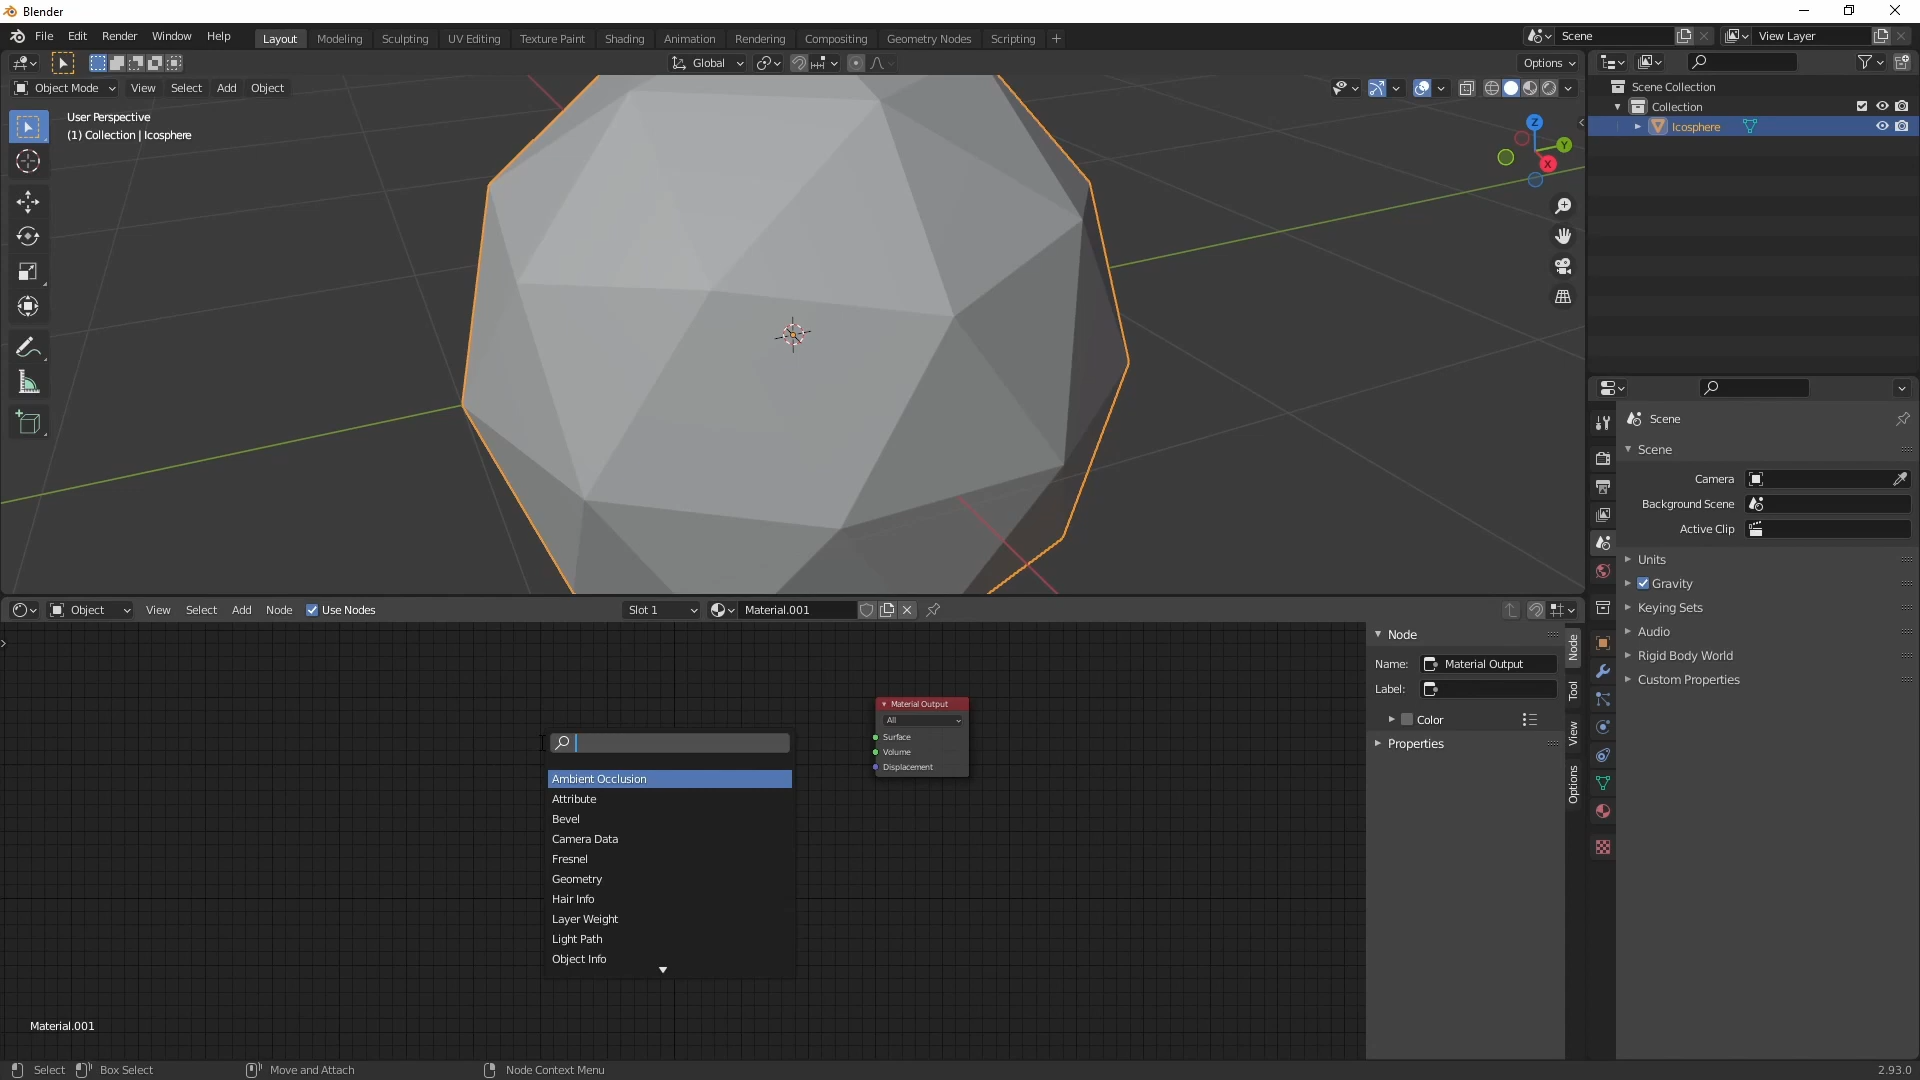 Blender
File Edit Render Window Help
Layout Modeling Sculpting UV Editing Texture Paint Shading Animation Rendering Compositing Geometry Nodes Scripting +
Scene
View Layer
Global
Options
Object Mode View Select Add Object
User Perspective
(1) Collection | Icosphere
Z
Y
X
Scene Collection
Collection
Icosphere
Scene
Scene
Camera
Background Scene
Active Clip
Units
Gravity
Keying Sets
Audio
Rigid Body World
Custom Properties
Object View Select Add Node Use Nodes
Slot 1
Material.001
Material Output
All
Surface
Volume
Displacement
Ambient Occlusion
Attribute
Bevel
Camera Data
Fresnel
Geometry
Hair Info
Layer Weight
Light Path
Object Info
Node
Name: Material Output
Label:
Color
Properties
Node
Tool
View
Options
Material.001
Select Box Select Move and Attach Node Context Menu
2.93.0